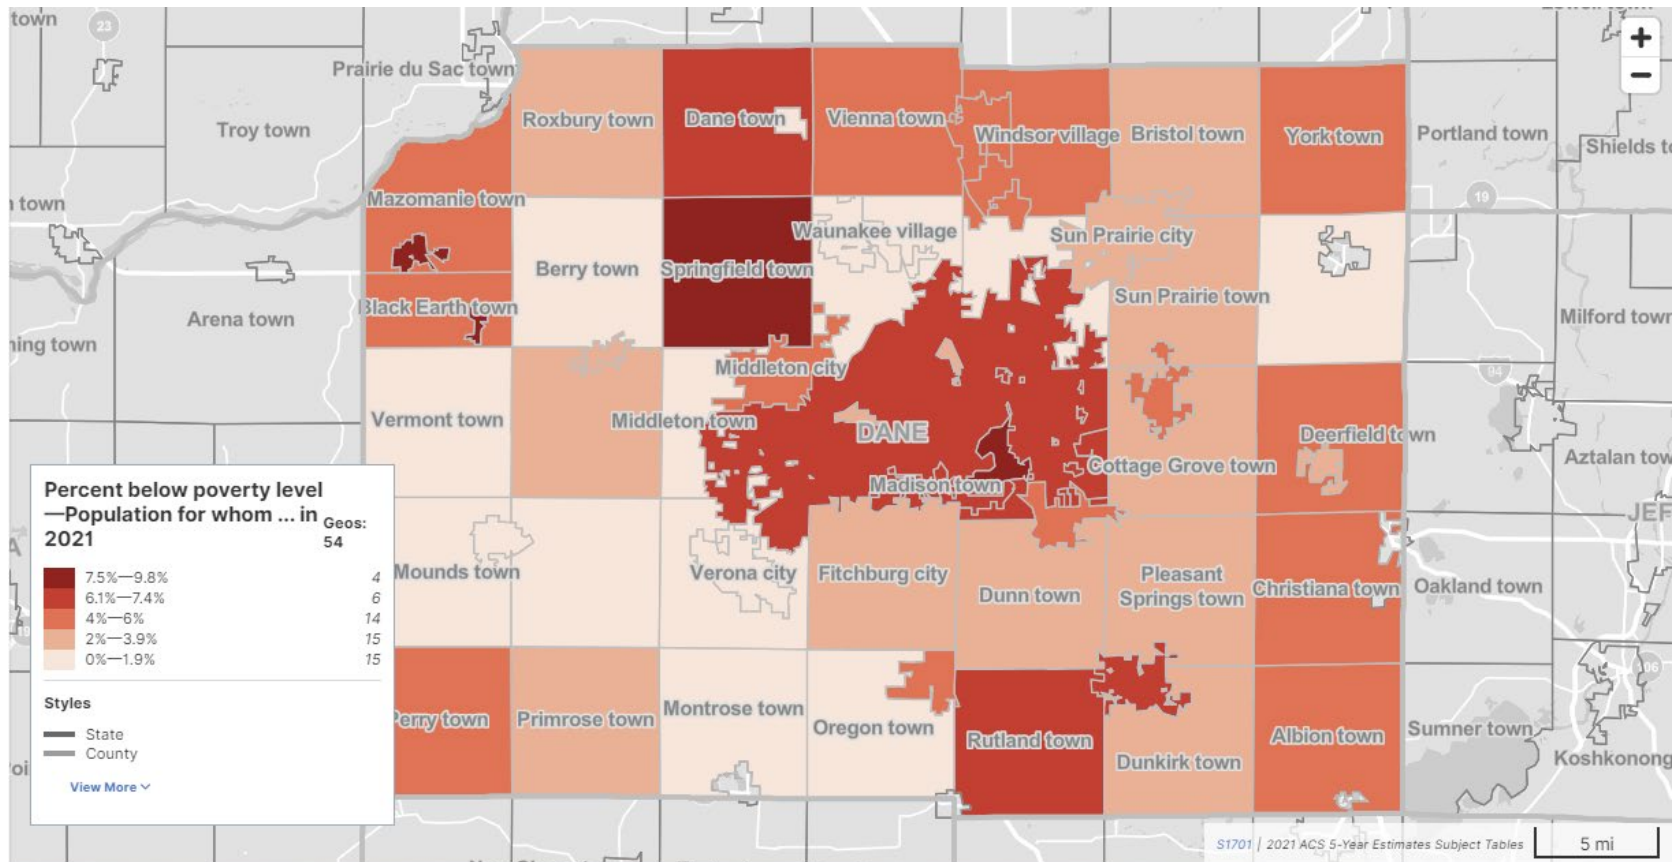 town
23
Prairie du Sac town
Troy town
Roxbury town
Dane town
Vienna town
Windsor village
Bristol town
York town
Portland town
Shields to
+
−
n town
Mazomanie town
19
Waunakee village
Sun Prairie city
Berry town
Springfield town
Sun Prairie town
Arena town
Black Earth town
Milford town
ning town
Middleton city
94
Vermont town
Middleton town
DANE
Deerfield town
Cottage Grove town
Aztalan tow
Madison town
JEF
Mounds town
Verona city
Fitchburg city
Dunn town
Pleasant
Springs town
Christiana town
Oakland town
106
Perry town
Primrose town
Montrose town
Oregon town
Rutland town
Dunkirk town
Albion town
Sumner town
Koshkonong
Percent below poverty level
—Population for whom ... in
2021
Geos:
54
7.5%—9.8% 4
6.1%—7.4% 6
4%—6% 14
2%—3.9% 15
0%—1.9% 15
Styles
State
County
View More
S1701 | 2021 ACS 5-Year Estimates Subject Tables
5 mi